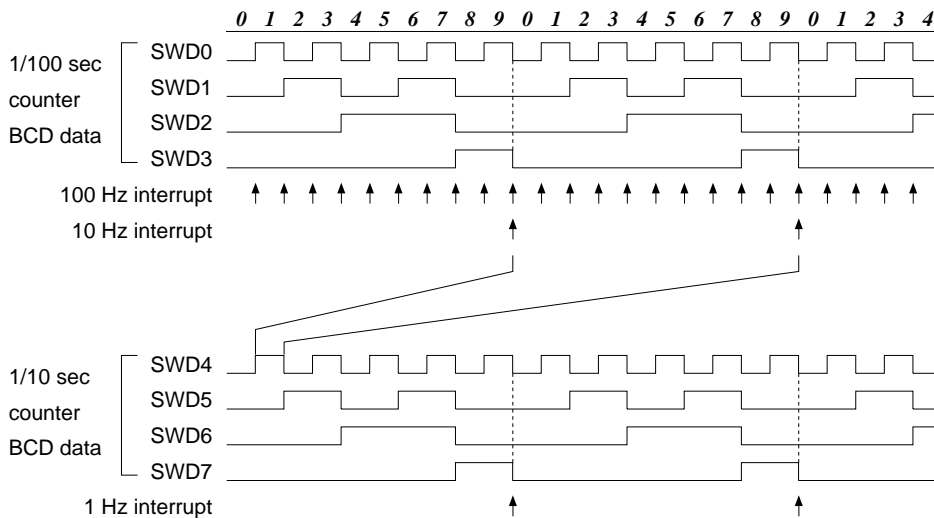 0 1 2 3 4 5 6 7 8 9 0 1 2 3 4 5 6 7 8 9 0 1 2 3 4
1/100 sec
counter
BCD data
SWD0
SWD1
SWD2
SWD3
100 Hz interrupt
10 Hz interrupt
1/10 sec
counter
BCD data
SWD4
SWD5
SWD6
SWD7
1 Hz interrupt